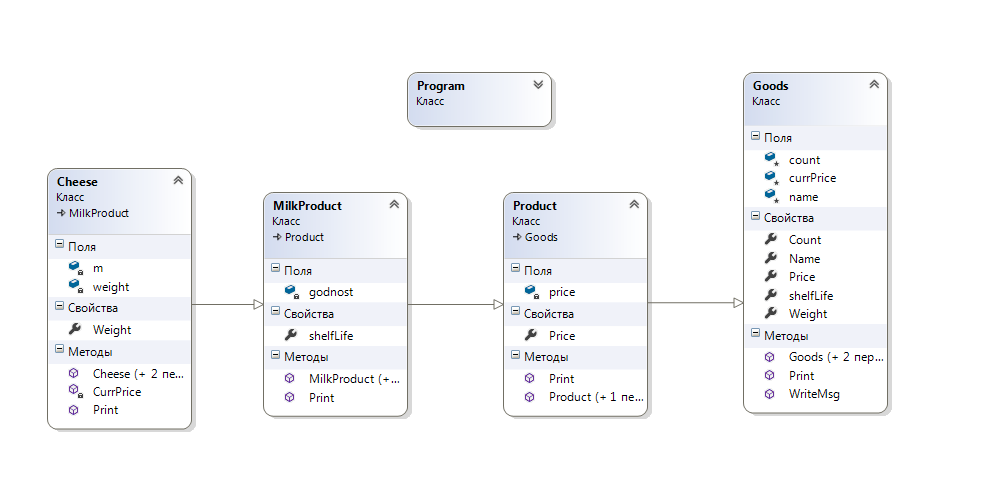 Program
Класс
Goods
Класс
Поля
count
currPrice
name
Свойства
Count
Name
Price
shelfLife
Weight
Методы
Goods (+ 2 пер...
Print
WriteMsg
Cheese
Класс
MilkProduct
Поля
m
weight
Свойства
Weight
Методы
Cheese (+ 2 пе...
CurrPrice
Print
MilkProduct
Класс
Product
Поля
godnost
Свойства
shelfLife
Методы
MilkProduct (+...
Print
Product
Класс
Goods
Поля
price
Свойства
Price
Методы
Print
Product (+ 1 пе...